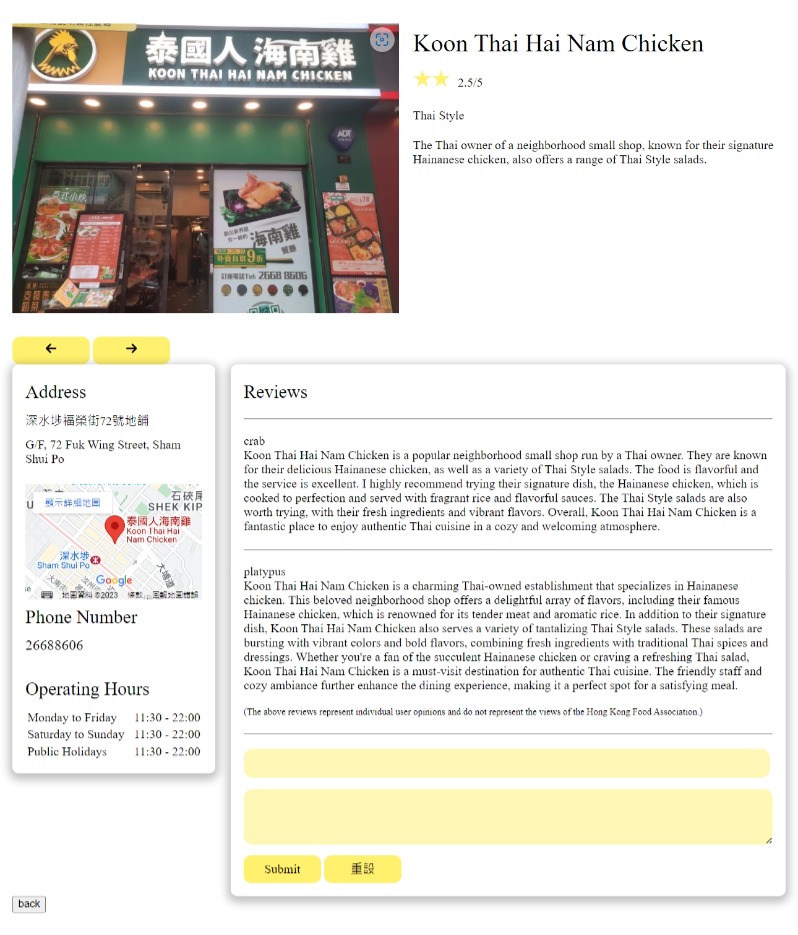 泰國人 海南雞
KOON THAI HAI NAM CHICKEN
ADT
泰式小炒
海南雞
餐廳
外賣自取9折
訂座電話Tel: 2668 8606
$78
Koon Thai Hai Nam Chicken
2.5/5
Thai Style
The Thai owner of a neighborhood small shop, known for their signature
Hainanese chicken, also offers a range of Thai Style salads.
Address
深水埗福榮街72號地舖
G/F, 72 Fuk Wing Street, Sham
Shui Po
顯示詳細地圖
石硤尾
SHEK KIP
泰國人海南雞
Koon Thai Hai
Nam Chicken
深水埗
Sham Shui Po
大埔道
Google
地圖資料 ©2023 條款 回報地圖錯誤
Phone Number
26688606
Operating Hours
Monday to Friday 11:30 - 22:00
Saturday to Sunday 11:30 - 22:00
Public Holidays 11:30 - 22:00
Reviews
crab
Koon Thai Hai Nam Chicken is a popular neighborhood small shop run by a Thai owner. They are known
for their delicious Hainanese chicken, as well as a variety of Thai Style salads. The food is flavorful and
the service is excellent. I highly recommend trying their signature dish, the Hainanese chicken, which is
cooked to perfection and served with fragrant rice and flavorful sauces. The Thai Style salads are also
worth trying, with their fresh ingredients and vibrant flavors. Overall, Koon Thai Hai Nam Chicken is a
fantastic place to enjoy authentic Thai cuisine in a cozy and welcoming atmosphere.
platypus
Koon Thai Hai Nam Chicken is a charming Thai-owned establishment that specializes in Hainanese
chicken. This beloved neighborhood shop offers a delightful array of flavors, including their famous
Hainanese chicken, which is renowned for its tender meat and aromatic rice. In addition to their signature
dish, Koon Thai Hai Nam Chicken also serves a variety of tantalizing Thai Style salads. These salads are
bursting with vibrant colors and bold flavors, combining fresh ingredients with traditional Thai spices and
dressings. Whether you're a fan of the succulent Hainanese chicken or craving a refreshing Thai salad,
Koon Thai Hai Nam Chicken is a must-visit destination for authentic Thai cuisine. The friendly staff and
cozy ambiance further enhance the dining experience, making it a perfect spot for a satisfying meal.
(The above reviews represent individual user opinions and do not represent the views of the Hong Kong Food Association.)
Submit
重設
back